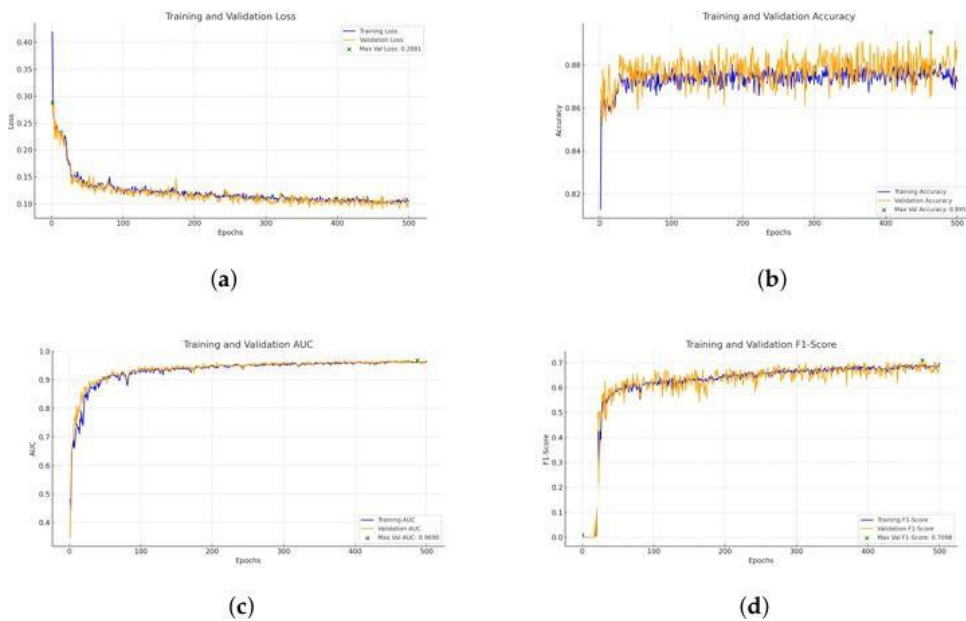 Training and Validation Loss
Training Loss
Validation Loss
Max Val Loss: 0.2881
0.40
0.35
0.30
0.25
0.20
0.15
0.10
Loss
0 100 200 300 400 500
Epochs
(a)
Training and Validation Accuracy
0.88
0.86
0.84
0.82
Accuracy
Training Accuracy
Validation Accuracy
Max Val Accuracy: 0.895
0 100 200 300 400 500
Epochs
(b)
Training and Validation AUC
1.0
0.9
0.8
0.7
0.6
0.5
0.4
AUC
Training AUC
Validation AUC
Max Val AUC: 0.9690
0 100 200 300 400 500
Epochs
(c)
Training and Validation F1-Score
0.7
0.6
0.5
0.4
0.3
0.2
0.1
0.0
F1-Score
Training F1-Score
Validation F1-Score
Max Val F1-Score: 0.7098
0 100 200 300 400 500
Epochs
(d)